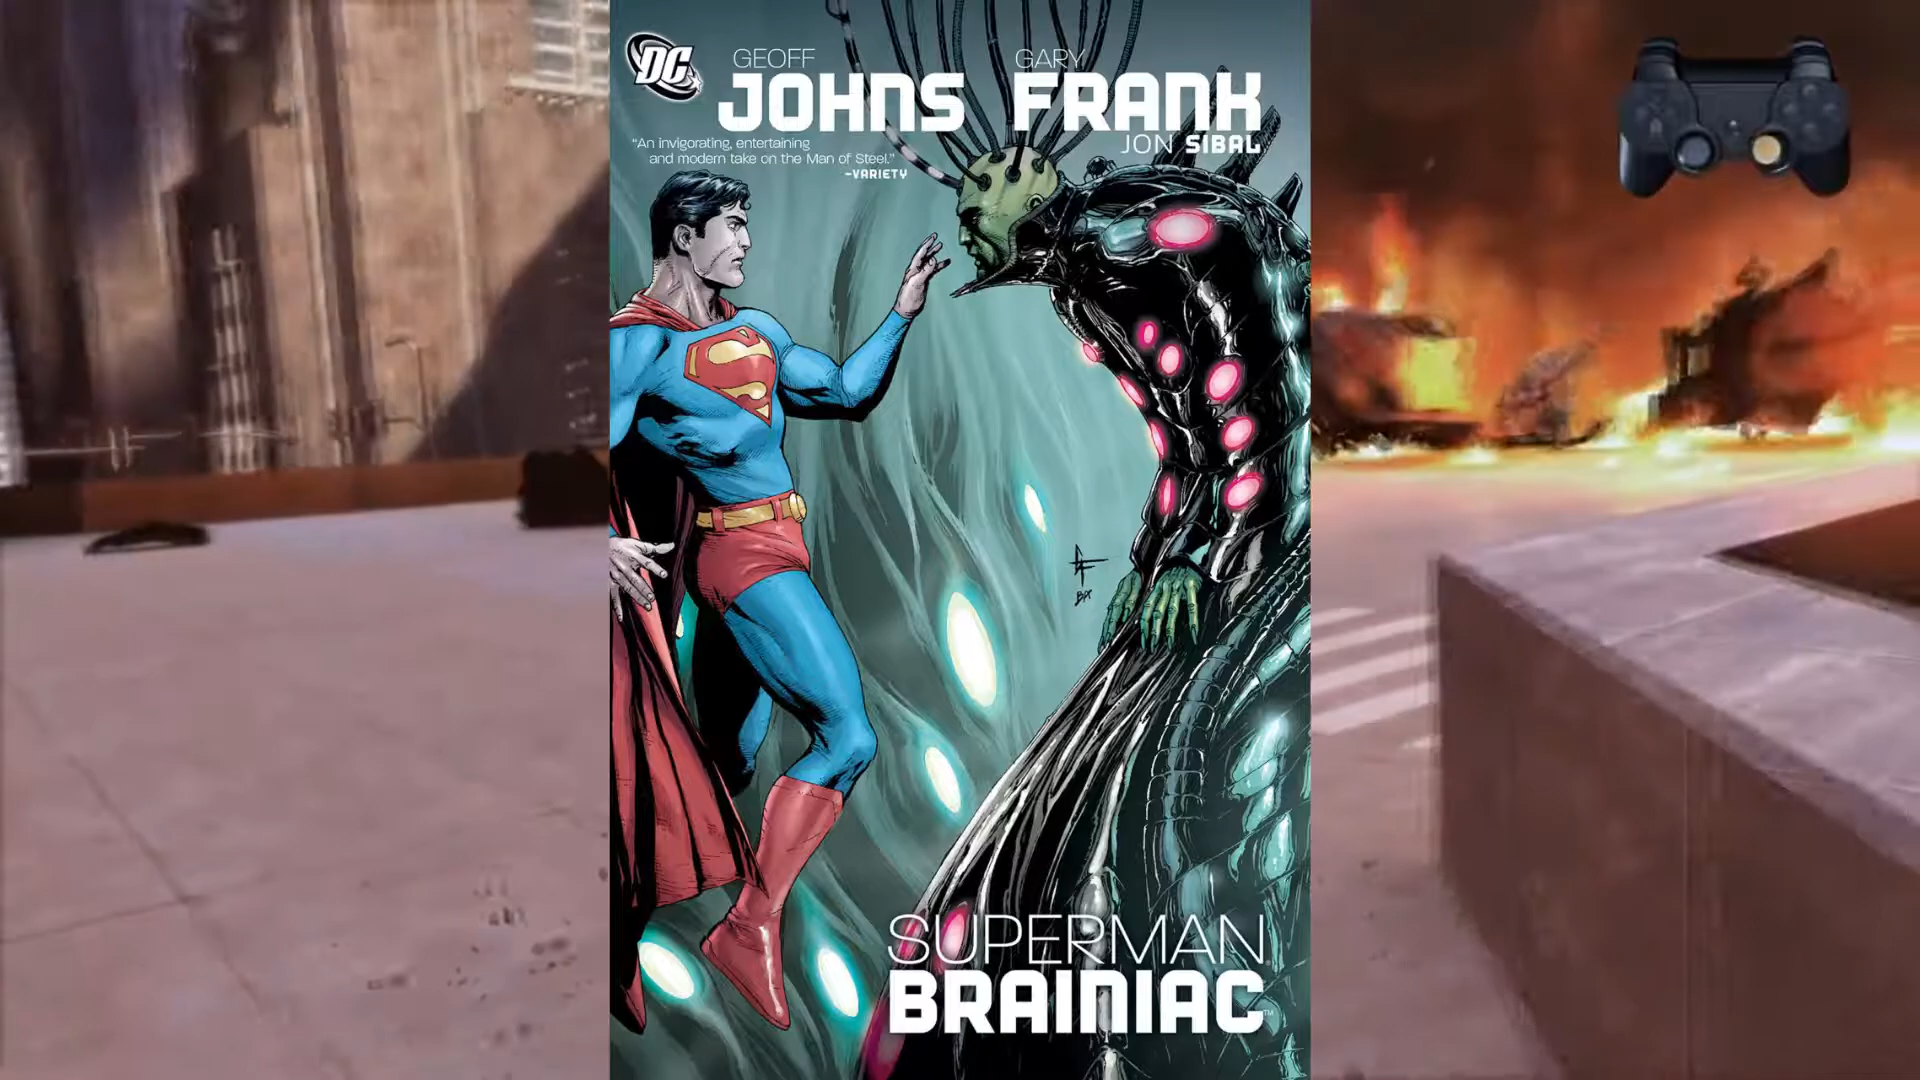 DC
GEOFF
JOHNS
GARY
FRANK
JON SIBAL
"An invigorating, entertaining
and modern take on the Man of Steel."
-VARIETY
SUPERMAN
BRAINIAC™